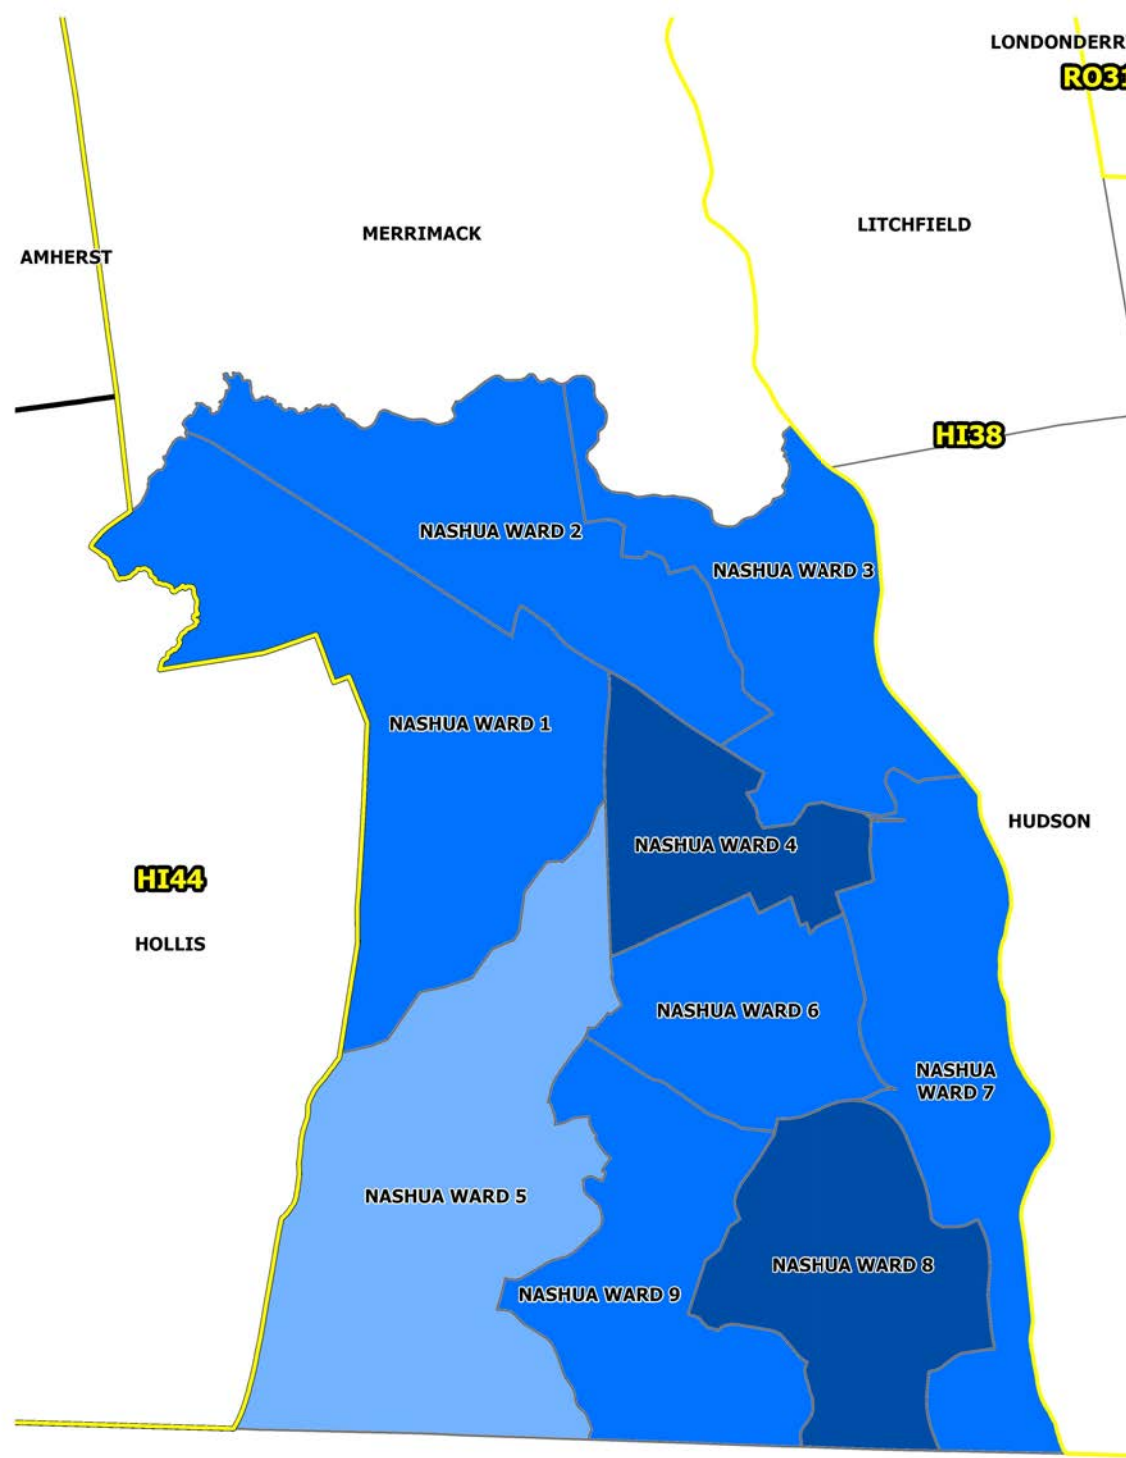 LONDONDERR
RO31
LITCHFIELD
MERRIMACK
AMHERST
HI38
NASHUA WARD 2
NASHUA WARD 3
NASHUA WARD 1
HUDSON
NASHUA WARD 4
HI44
HOLLIS
NASHUA WARD 6
NASHUA
WARD 7
NASHUA WARD 5
NASHUA WARD 8
NASHUA WARD 9